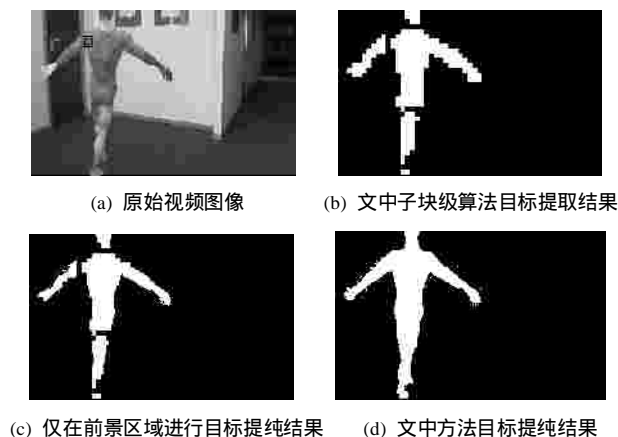 (a) 原始视频图像
(b) 文中子块级算法目标提取结果
(c) 仅在前景区域进行目标提纯结果
(d) 文中方法目标提纯结果